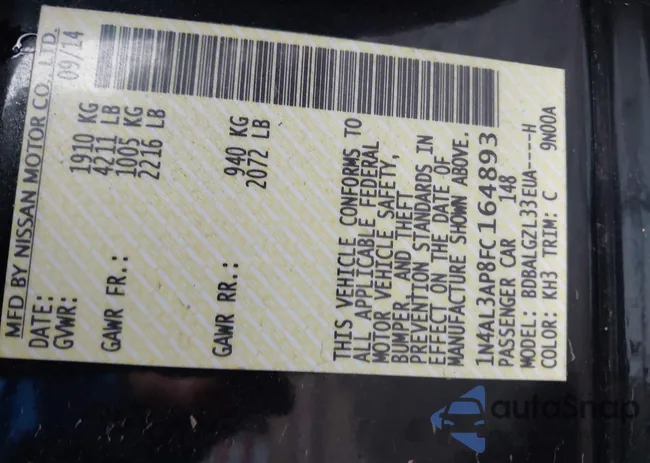 MFD BY NISSAN MOTOR CO., LTD.
DATE: 09/14
GVWR: 1910 KG
4211 LB
GAWR FR.: 1005 KG
2216 LB
GAWR RR.: 940 KG
2072 LB
THIS VEHICLE CONFORMS TO
ALL APPLICABLE FEDERAL
MOTOR VEHICLE SAFETY,
BUMPER, AND THEFT
PREVENTION STANDARDS IN
EFFECT ON THE DATE OF
MANUFACTURE SHOWN ABOVE.
1N4AL3AP8FC164893
PASSENGER CAR 148
MODEL: BDBALGZL33EUA----H
COLOR: KH3 TRIM: C 9N00A
autoSnap